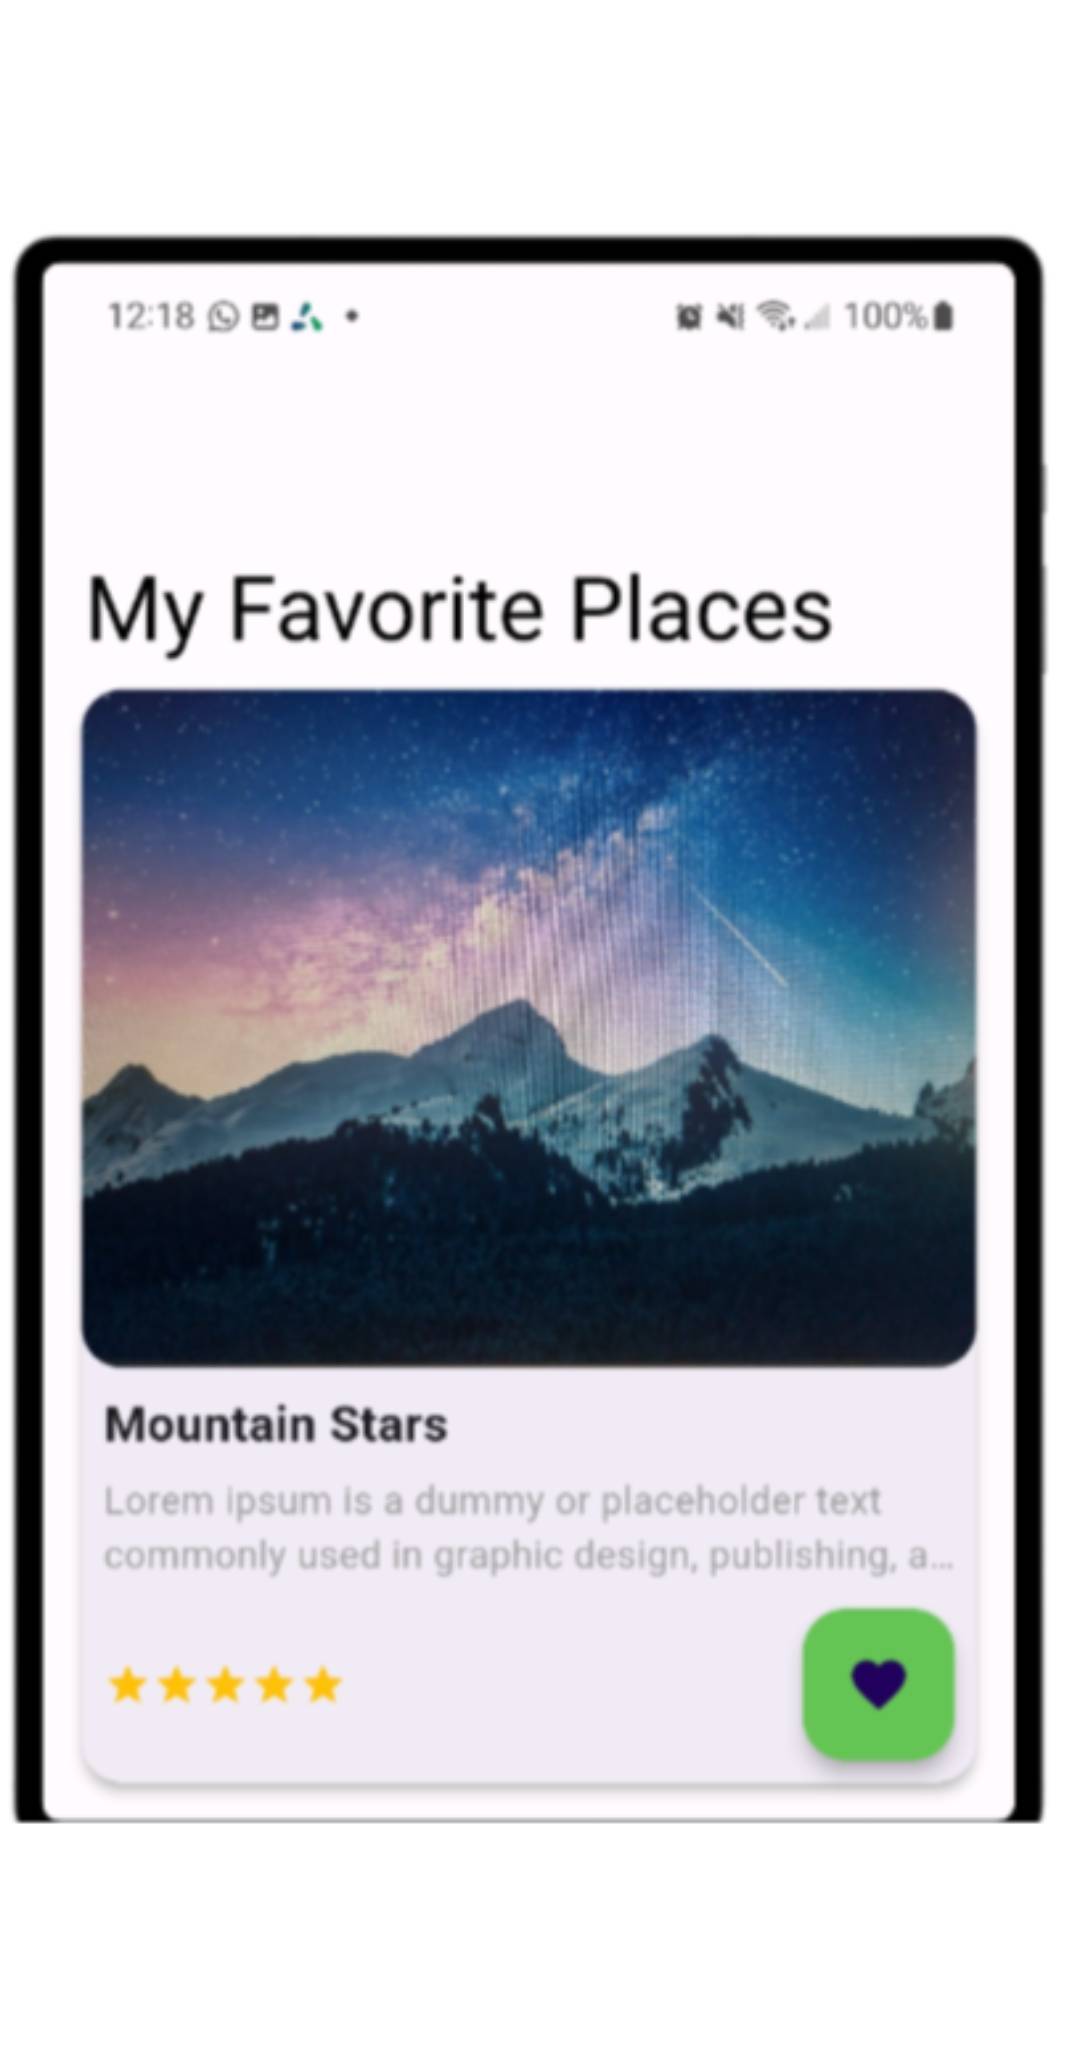 12:18
100%
My Favorite Places
Mountain Stars
Lorem ipsum is a dummy or placeholder text
commonly used in graphic design, publishing, a...